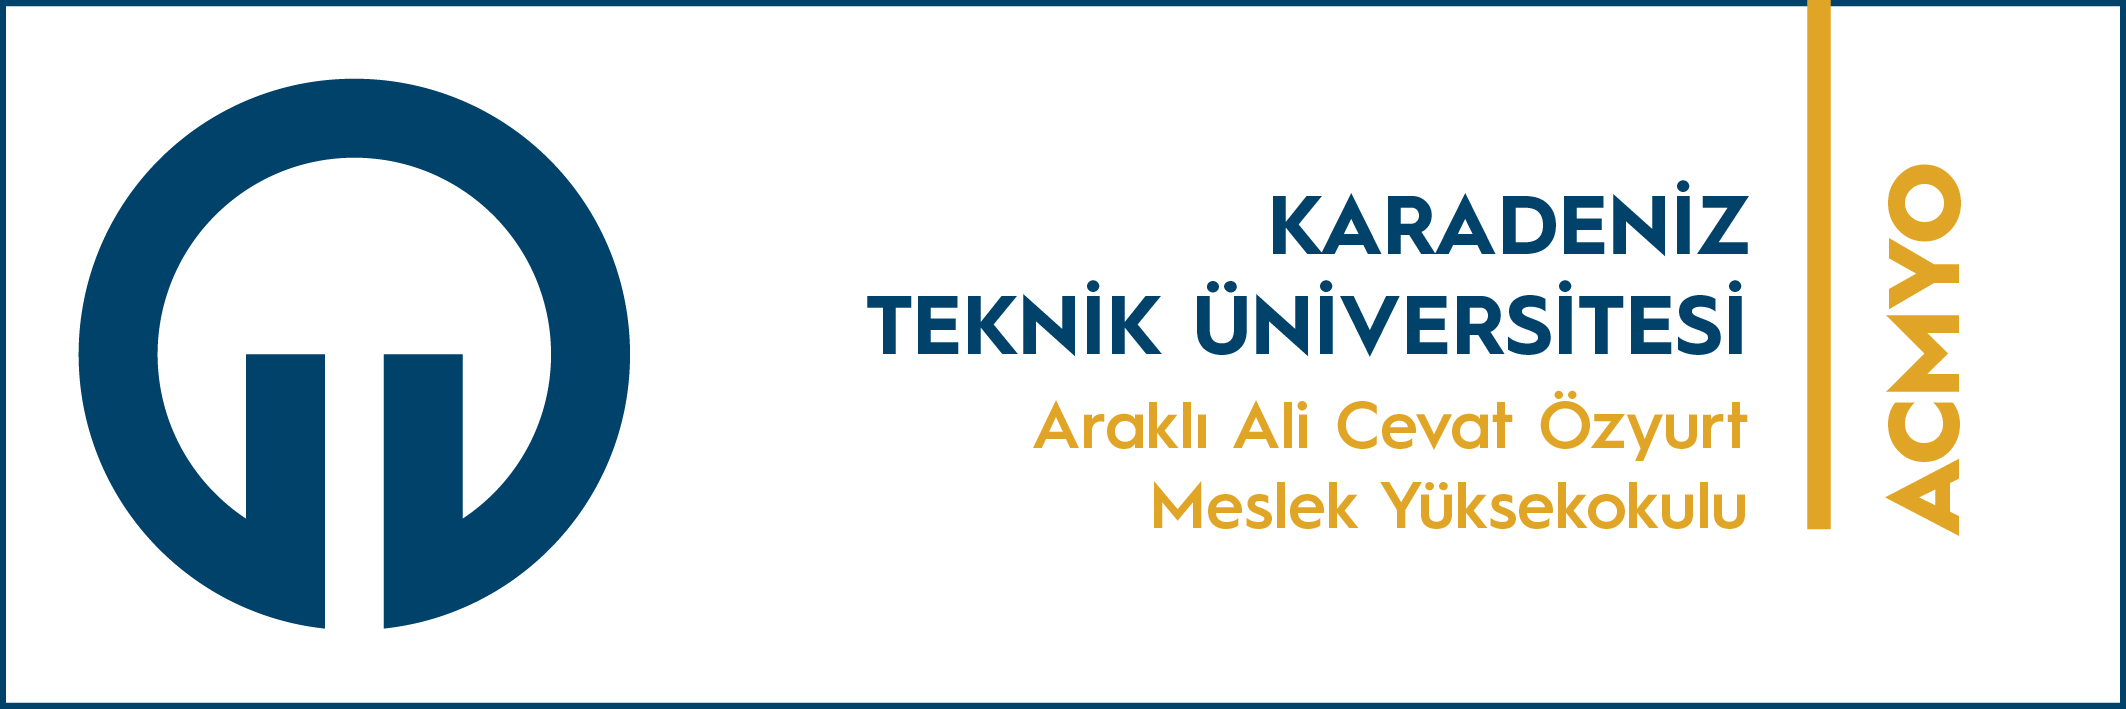 KARADENİZ
TEKNİK ÜNİVERSİTESİ
Araklı Ali Cevat Özyurt
Meslek Yüksekokulu
ACMYO